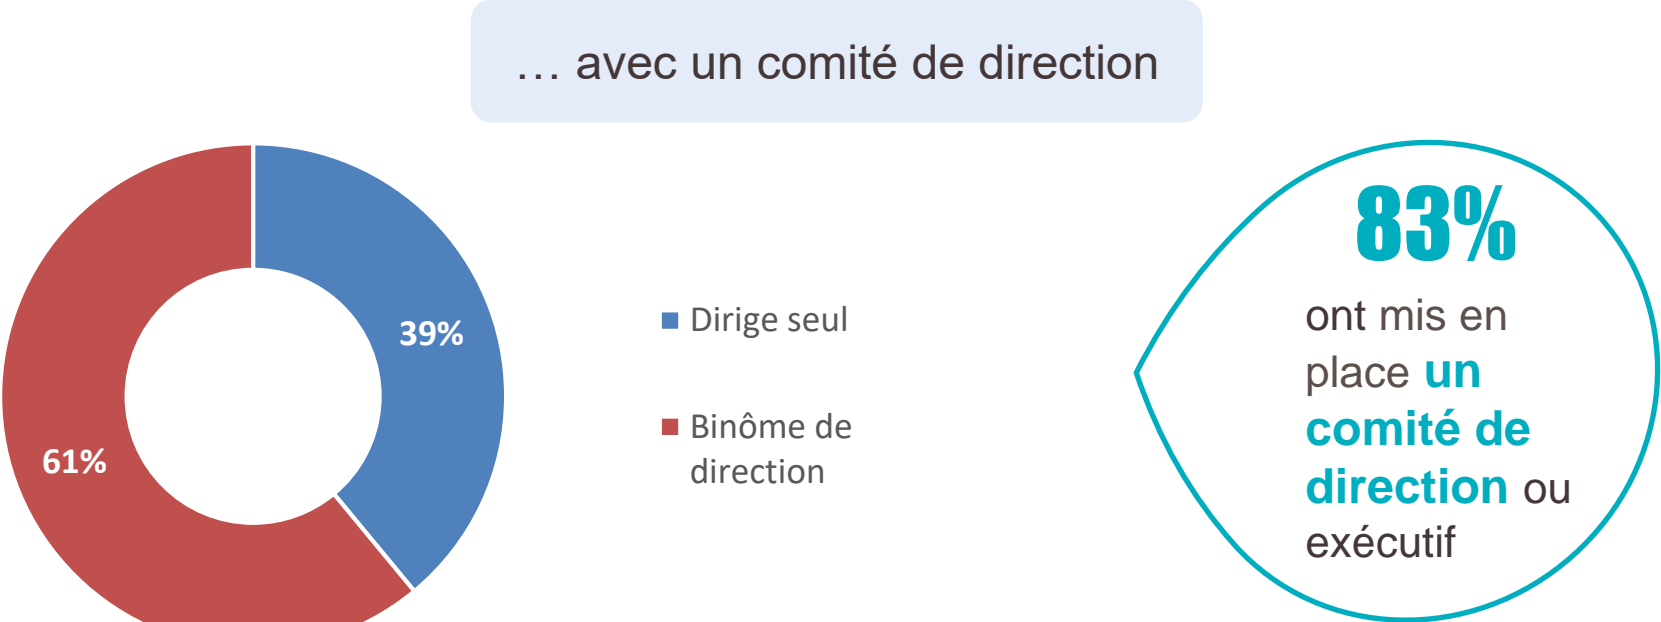 … avec un comité de direction
39%
61%
Dirige seul
Binôme de
direction
83%
ont mis en
place un
comité de
direction ou
exécutif